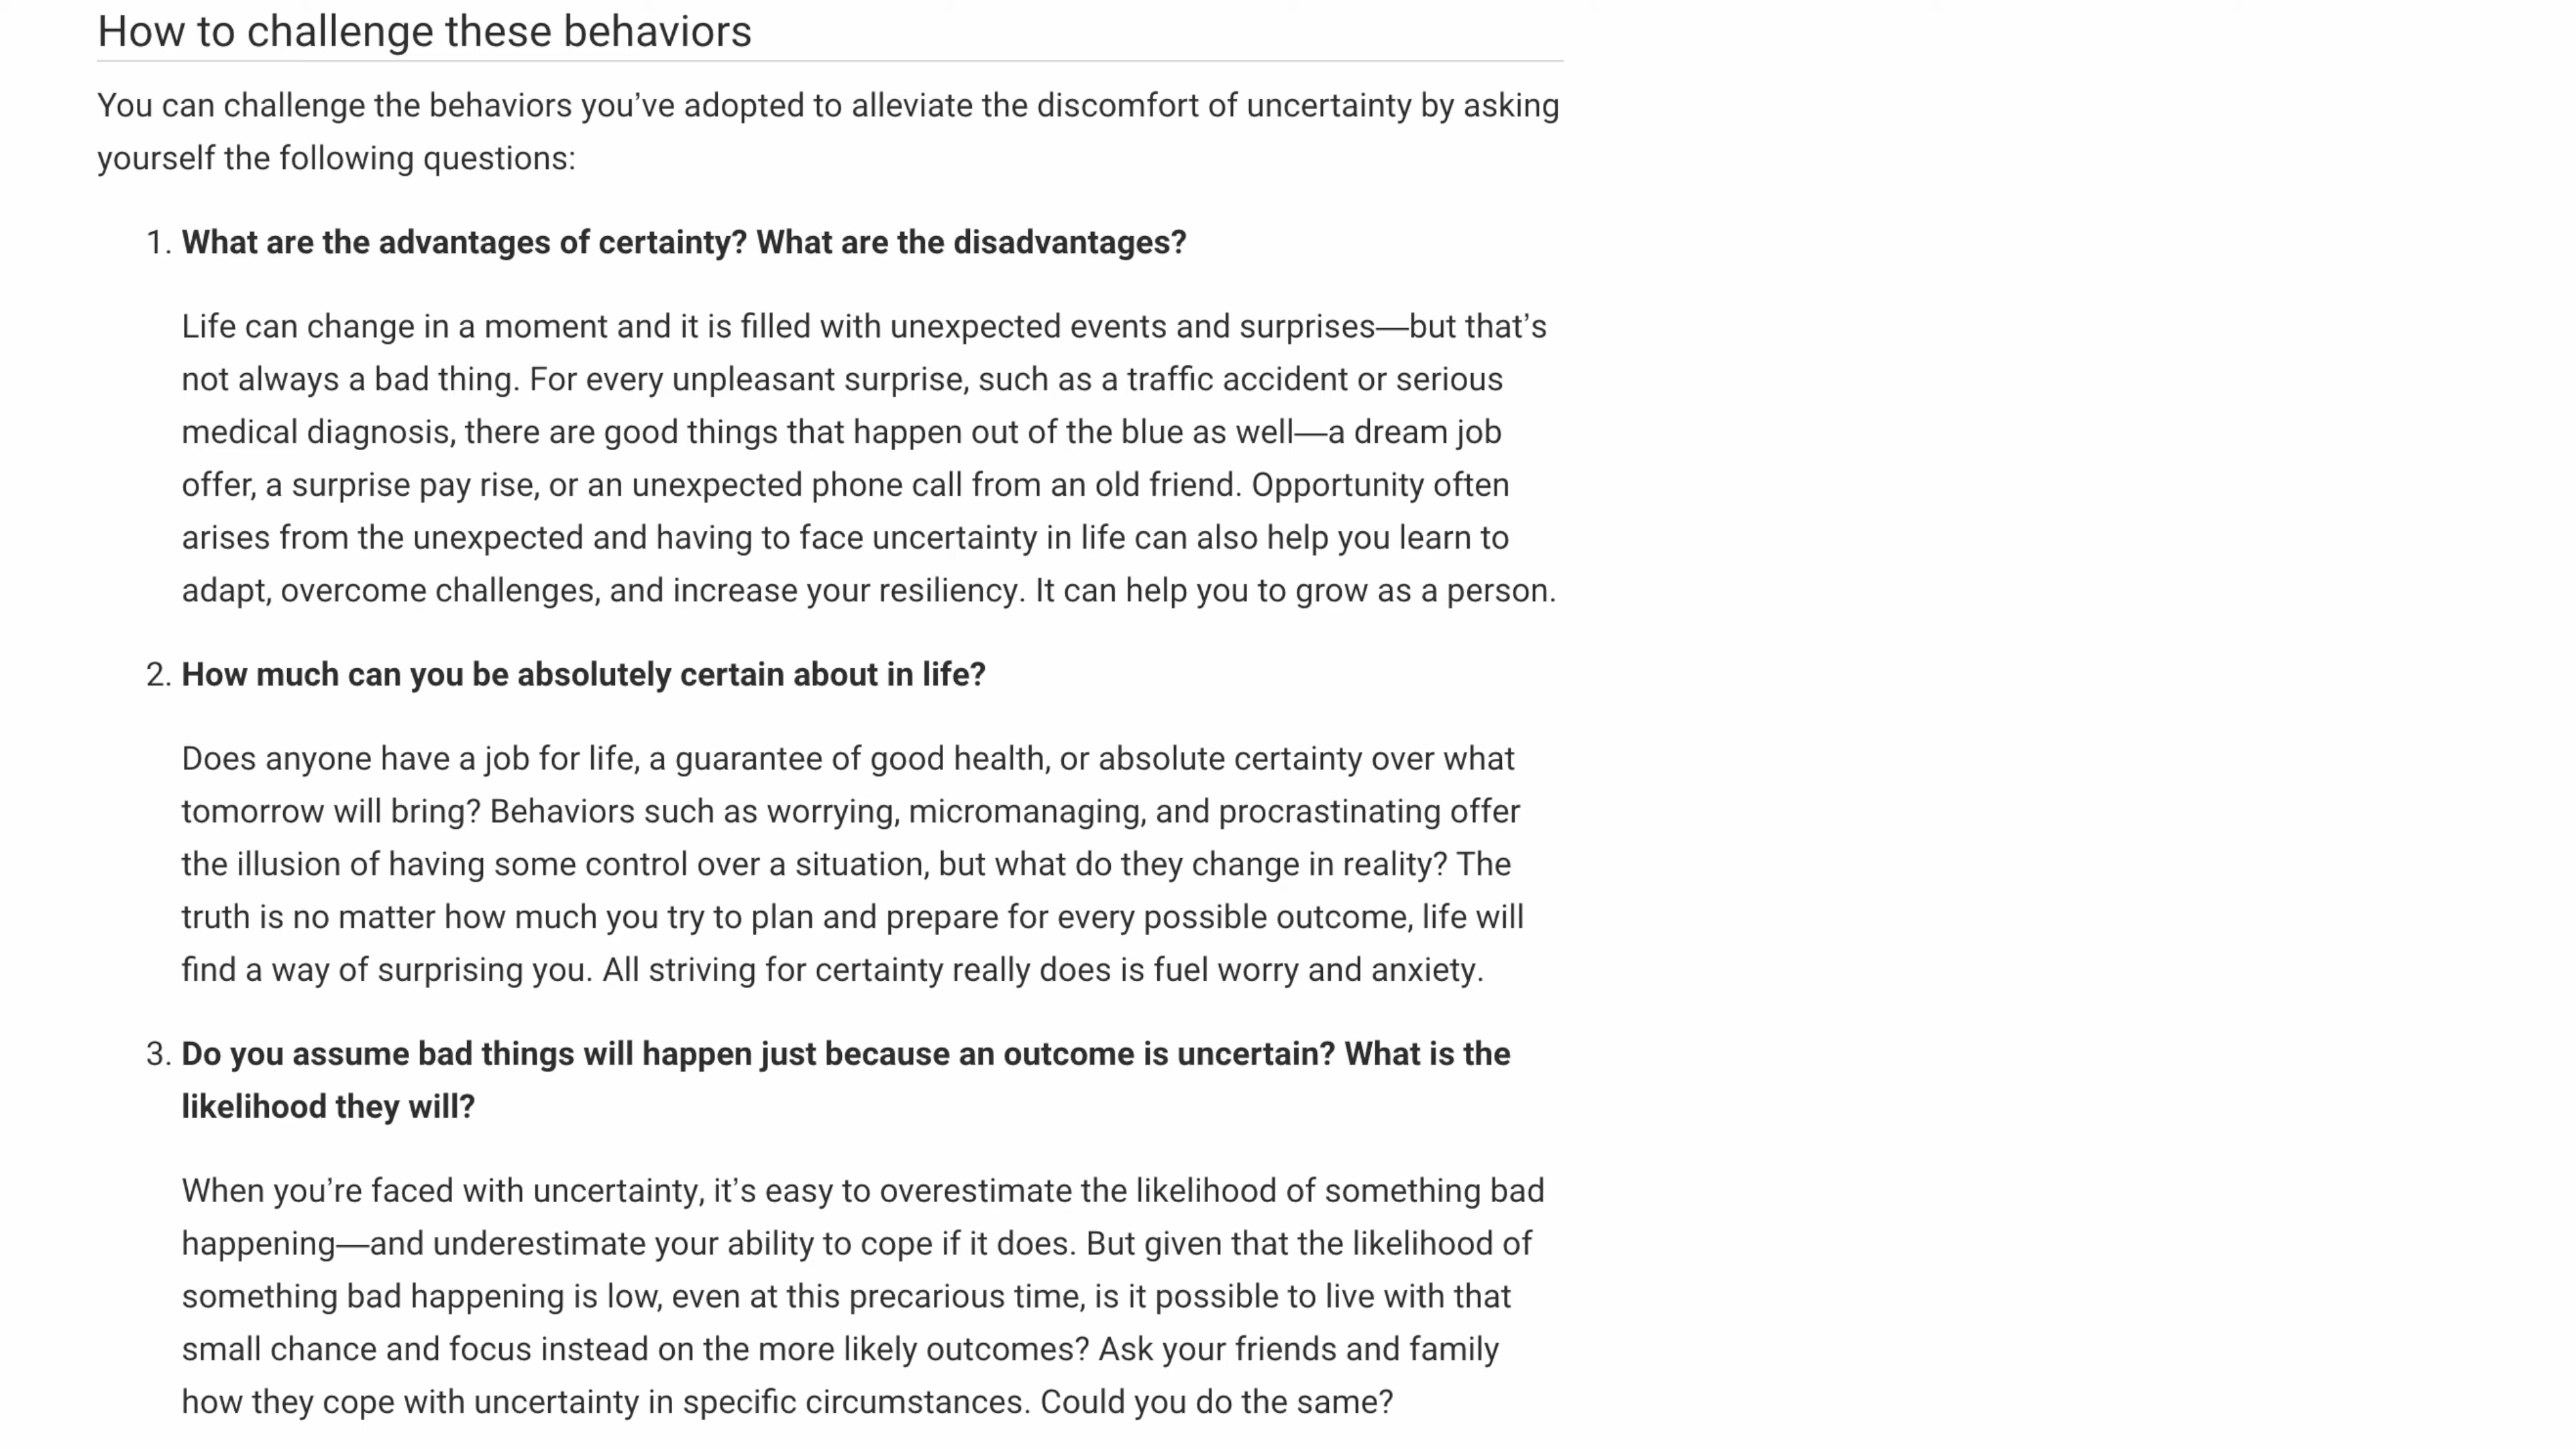 How to challenge these behaviors
You can challenge the behaviors you’ve adopted to alleviate the discomfort of uncertainty by asking
yourself the following questions:
1. What are the advantages of certainty? What are the disadvantages?
Life can change in a moment and it is filled with unexpected events and surprises—but that’s
not always a bad thing. For every unpleasant surprise, such as a traffic accident or serious
medical diagnosis, there are good things that happen out of the blue as well—a dream job
offer, a surprise pay rise, or an unexpected phone call from an old friend. Opportunity often
arises from the unexpected and having to face uncertainty in life can also help you learn to
adapt, overcome challenges, and increase your resiliency. It can help you to grow as a person.
2. How much can you be absolutely certain about in life?
Does anyone have a job for life, a guarantee of good health, or absolute certainty over what
tomorrow will bring? Behaviors such as worrying, micromanaging, and procrastinating offer
the illusion of having some control over a situation, but what do they change in reality? The
truth is no matter how much you try to plan and prepare for every possible outcome, life will
find a way of surprising you. All striving for certainty really does is fuel worry and anxiety.
3. Do you assume bad things will happen just because an outcome is uncertain? What is the
likelihood they will?
When you’re faced with uncertainty, it’s easy to overestimate the likelihood of something bad
happening—and underestimate your ability to cope if it does. But given that the likelihood of
something bad happening is low, even at this precarious time, is it possible to live with that
small chance and focus instead on the more likely outcomes? Ask your friends and family
how they cope with uncertainty in specific circumstances. Could you do the same?